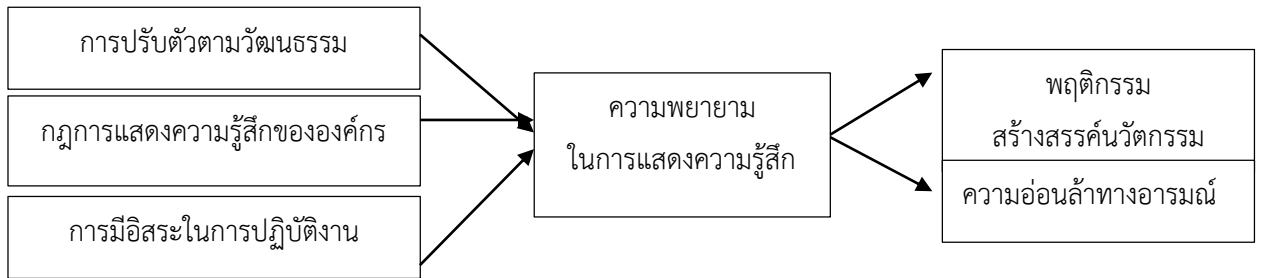 การปรับตัวตามวัฒนธรรม
กฎการแสดงความรู้สึกขององค์กร
การมีอิสระในการปฏิบัติงาน
ความพยายาม
ในการแสดงความรู้สึก
พฤติกรรม
สร้างสรรค์นวัตกรรม
ความอ่อนล้าทางอารมณ์